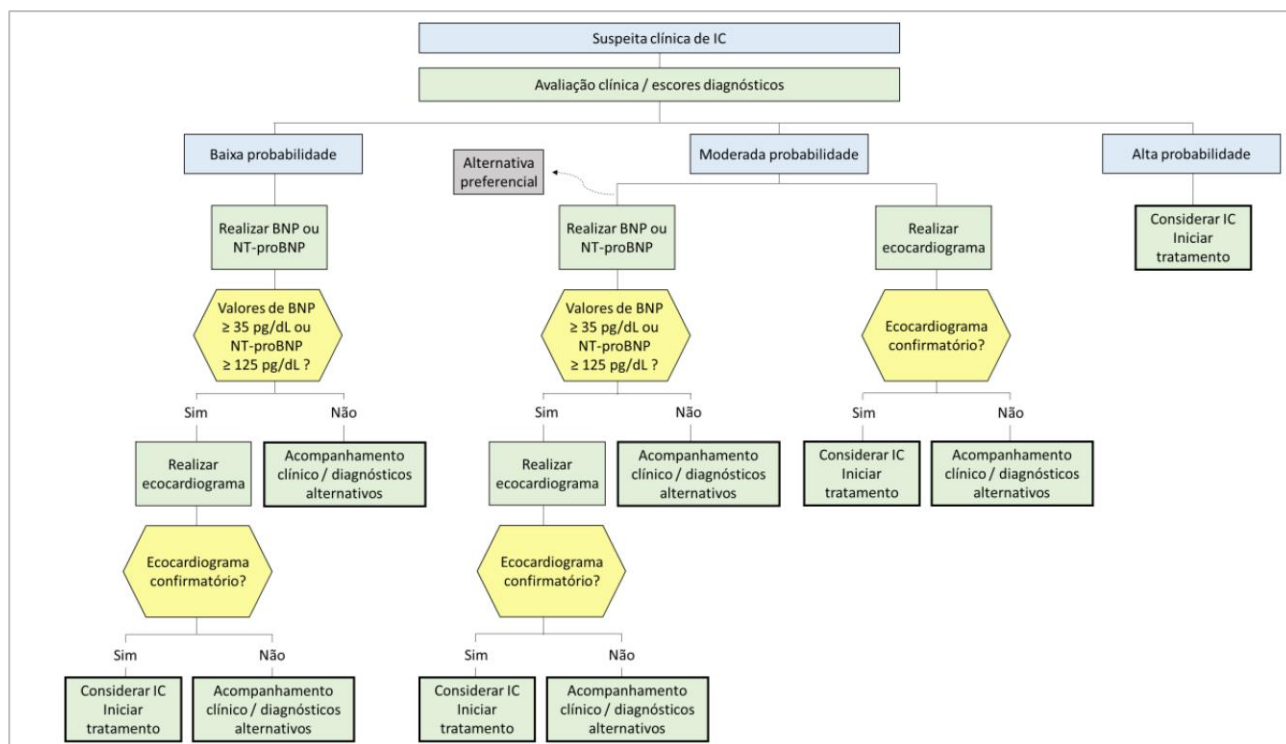 Suspeita clínica de IC
Avaliação clínica / escores diagnósticos
Baixa probabilidade
Moderada probabilidade
Alta probabilidade
Alternativa
preferencial
Realizar BNP ou
NT-proBNP
Realizar BNP ou
NT-proBNP
Realizar
ecocardiograma
Considerar IC
Iniciar
tratamento
Valores de BNP
≥ 35 pg/dL ou
NT-proBNP
≥ 125 pg/dL ?
Valores de BNP
≥ 35 pg/dL ou
NT-proBNP
≥ 125 pg/dL ?
Ecocardiograma
confirmatório?
Sim
Não
Sim
Não
Sim
Não
Realizar
ecocardiograma
Acompanhamento
clínico / diagnósticos
alternativos
Realizar
ecocardiograma
Acompanhamento
clínico / diagnósticos
alternativos
Considerar IC
Iniciar
tratamento
Acompanhamento
clínico / diagnósticos
alternativos
Ecocardiograma
confirmatório?
Ecocardiograma
confirmatório?
Sim
Não
Sim
Não
Considerar IC
Iniciar
tratamento
Acompanhamento
clínico / diagnósticos
alternativos
Considerar IC
Iniciar
tratamento
Acompanhamento
clínico / diagnósticos
alternativos